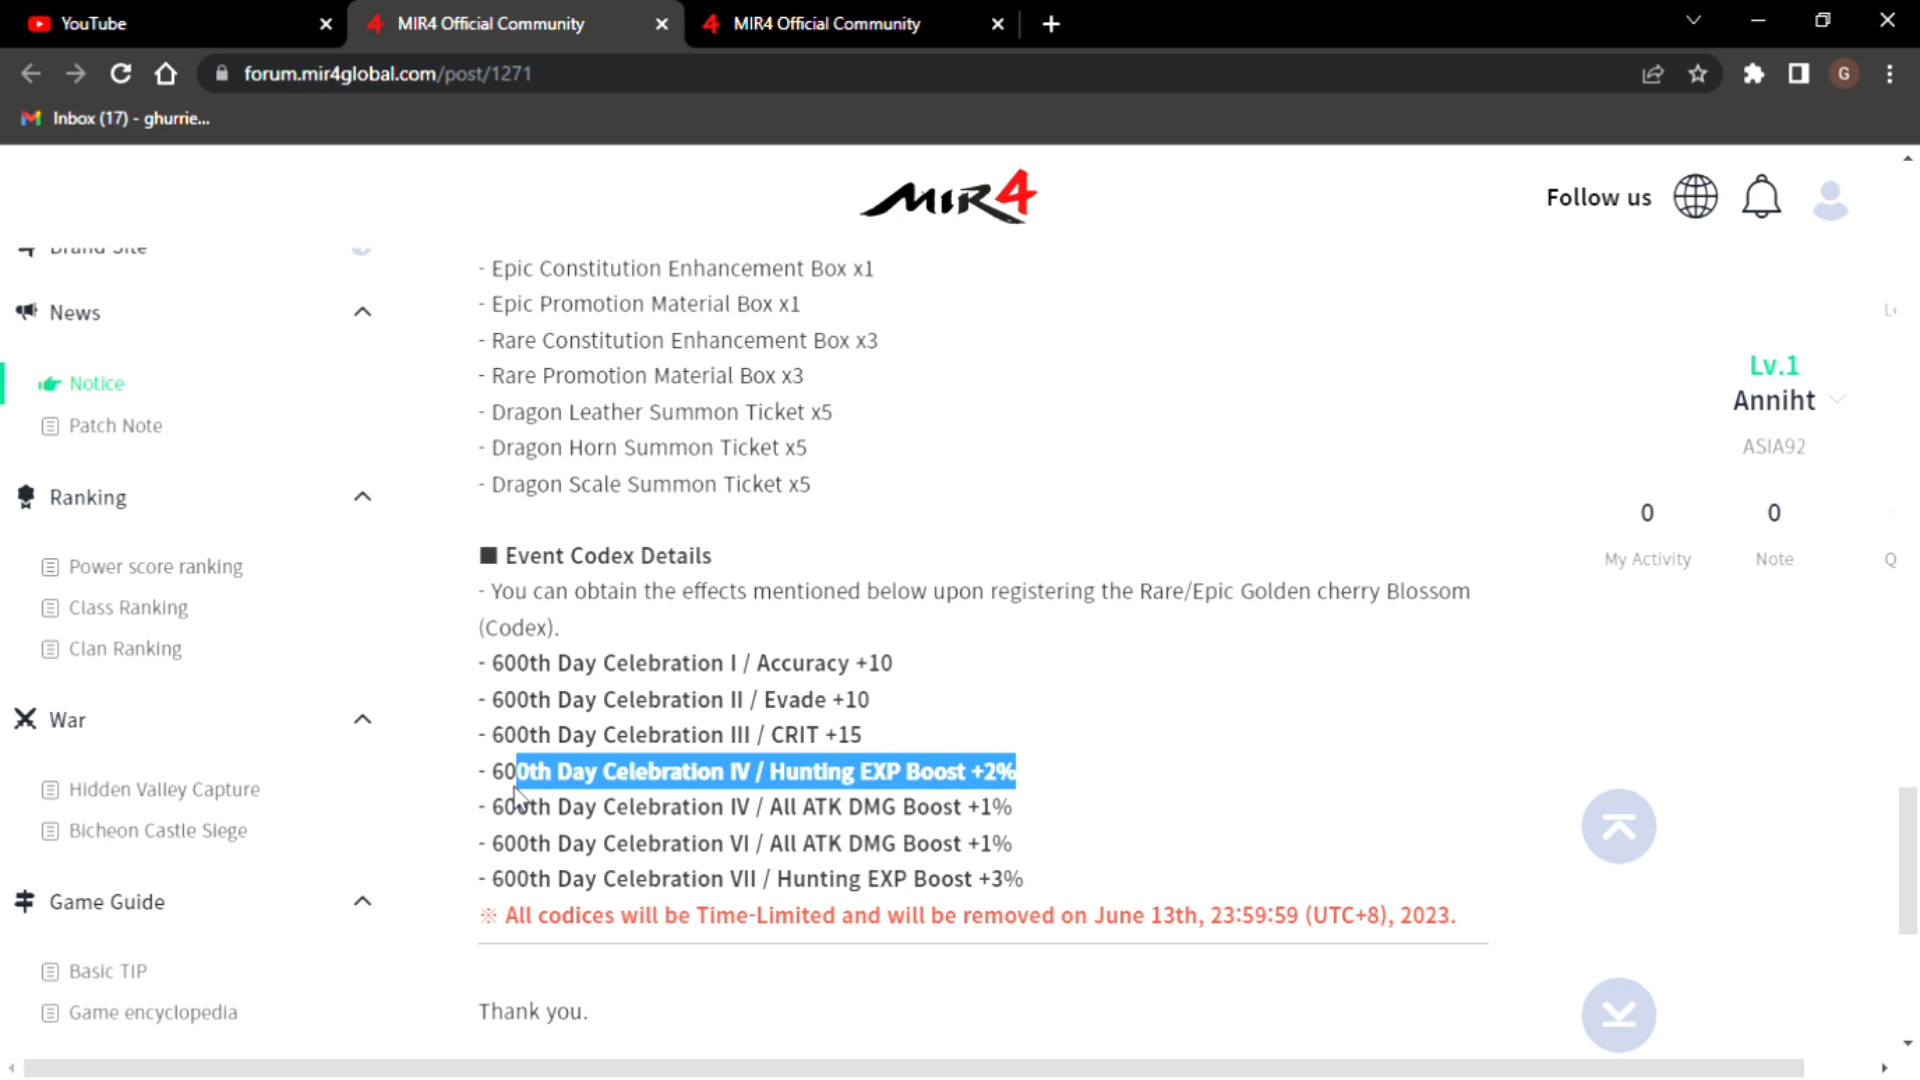 YouTube
MIR4 Official Community
MIR4 Official Community
forum.mir4global.com/post/1271
G
Inbox (17) - ghurrie...
MIR4
Follow us
Brand Site
News
Notice
Patch Note
Ranking
Power score ranking
Class Ranking
Clan Ranking
War
Hidden Valley Capture
Bicheon Castle Siege
Game Guide
Basic TIP
Game encyclopedia
- Epic Constitution Enhancement Box x1
- Epic Promotion Material Box x1
- Rare Constitution Enhancement Box x3
- Rare Promotion Material Box x3
- Dragon Leather Summon Ticket x5
- Dragon Horn Summon Ticket x5
- Dragon Scale Summon Ticket x5
■ Event Codex Details
- You can obtain the effects mentioned below upon registering the Rare/Epic Golden cherry Blossom
(Codex).
- 600th Day Celebration I / Accuracy +10
- 600th Day Celebration II / Evade +10
- 600th Day Celebration III / CRIT +15
- 600th Day Celebration IV / Hunting EXP Boost +2%
- 600th Day Celebration IV / All ATK DMG Boost +1%
- 600th Day Celebration VI / All ATK DMG Boost +1%
- 600th Day Celebration VII / Hunting EXP Boost +3%
※ All codices will be Time-Limited and will be removed on June 13th, 23:59:59 (UTC+8), 2023.
Thank you.
Lv.1
Anniht
ASIA92
0 0
My Activity Note Q